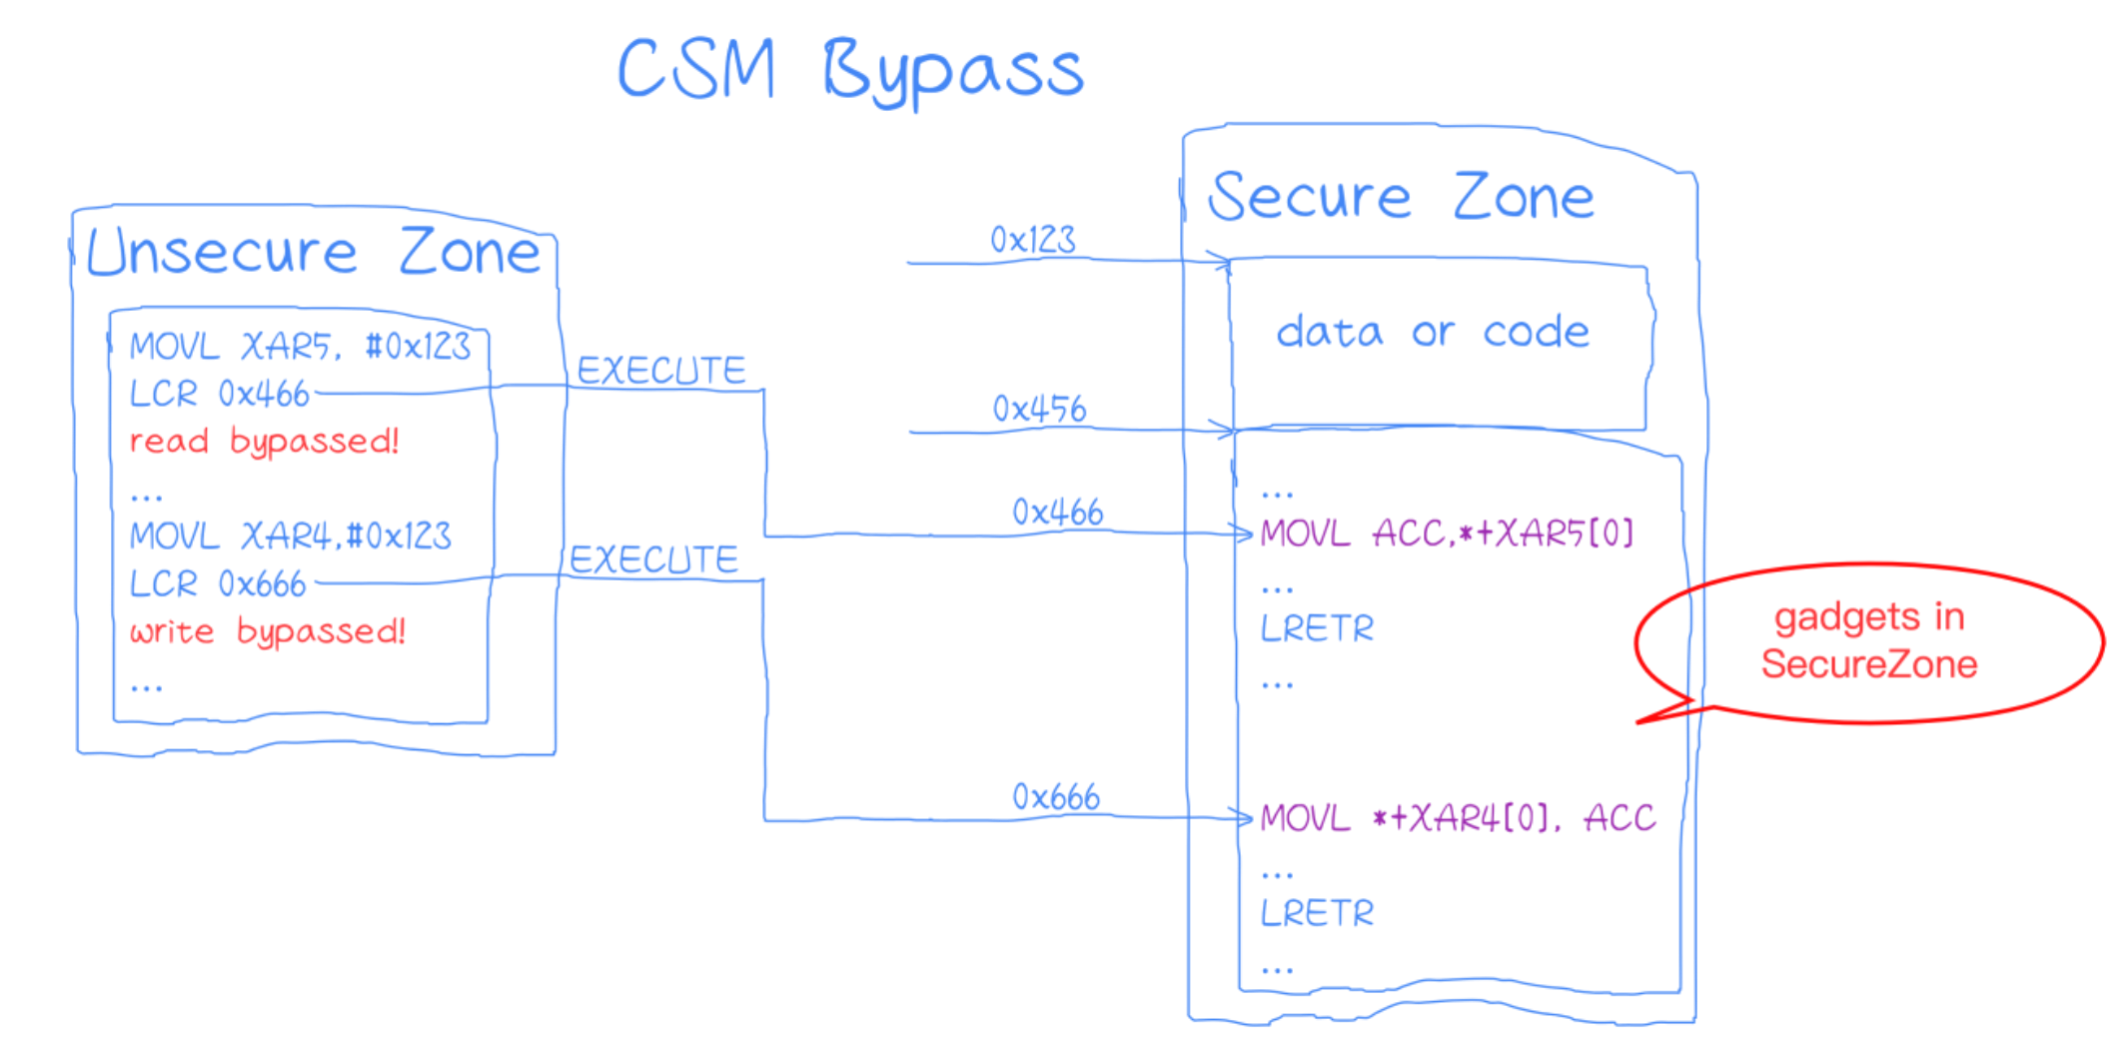 CSM Bypass
Unsecure Zone
MOVL XAR5, #0x123
LCR 0x466
read bypassed!
...
MOVL XAR4,#0x123
LCR 0x666
write bypassed!
...
EXECUTE
EXECUTE
0x123
0x456
0x466
0x666
Secure Zone
data or code
...
MOVL ACC,*+XAR5[0]
...
LRETR
...
MOVL *+XAR4[0], ACC
...
LRETR
...
gadgets in
SecureZone